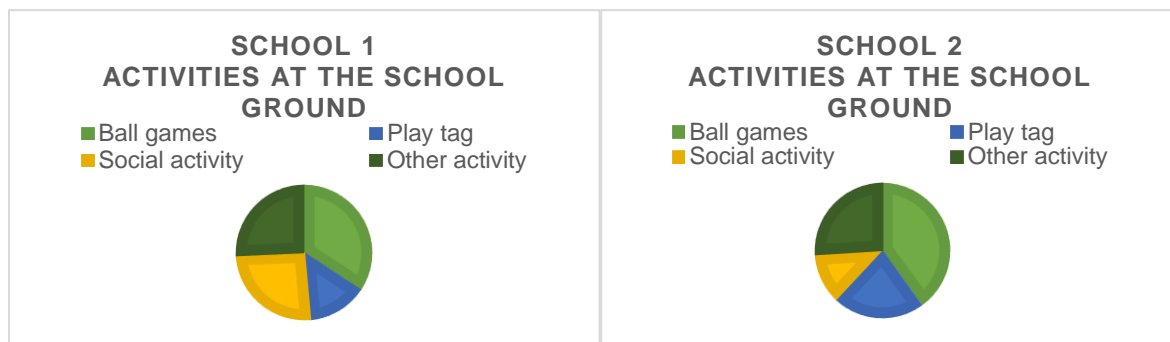 SCHOOL 1
ACTIVITIES AT THE SCHOOL
GROUND
Ball games
Play tag
Social activity
Other activity
SCHOOL 2
ACTIVITIES AT THE SCHOOL
GROUND
Ball games
Play tag
Social activity
Other activity